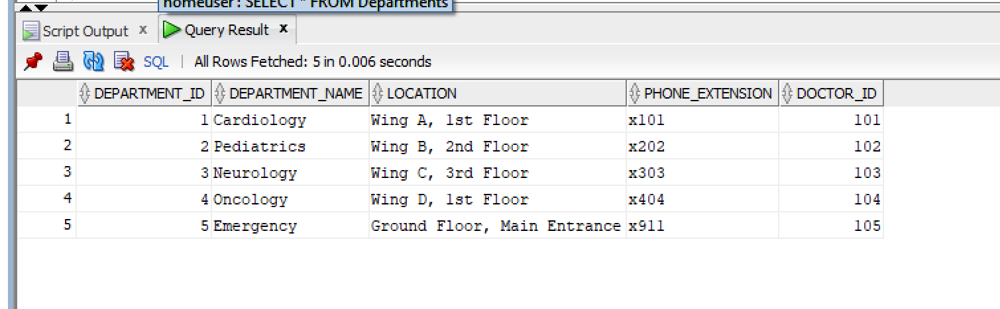 homeuser: SELECT * FROM Departments
Script Output x Query Result x
SQL | All Rows Fetched: 5 in 0.006 seconds
DEPARTMENT_ID DEPARTMENT_NAME LOCATION PHONE_EXTENSION DOCTOR_ID
1 1 Cardiology Wing A, 1st Floor x101 101
2 2 Pediatrics Wing B, 2nd Floor x202 102
3 3 Neurology Wing C, 3rd Floor x303 103
4 4 Oncology Wing D, 1st Floor x404 104
5 5 Emergency Ground Floor, Main Entrance x911 105